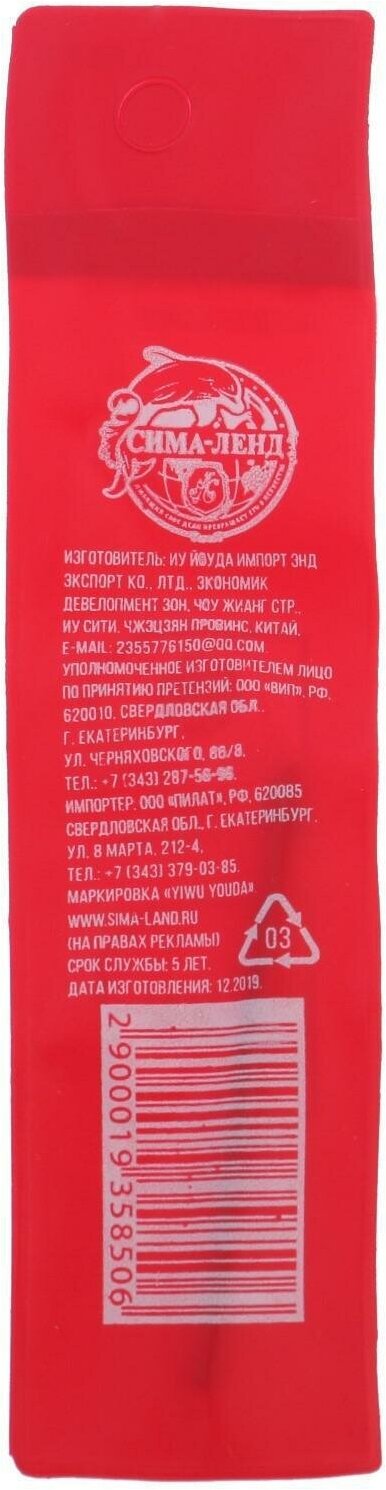 СИМА-ЛЕНД
ИЗГОТОВИТЕЛЬ: ИУ ЙОУДА ИМПОРТ ЭНД
ЭКСПОРТ КО., ЛТД., ЭКОНОМИК
ДЕВЕЛОПМЕНТ ЗОН, ЧОУ ЖИАНГ СТР.,
ИУ СИТИ, ЧЖЭЦЗЯН ПРОВИНС, КИТАЙ,
E-MAIL: 2355776150@QQ.COM.
УПОЛНОМОЧЕННОЕ ИЗГОТОВИТЕЛЕМ ЛИЦО
ПО ПРИНЯТИЮ ПРЕТЕНЗИЙ: ООО «ВИП», РФ,
620010, СВЕРДЛОВСКАЯ ОБЛ.,
Г. ЕКАТЕРИНБУРГ,
УЛ. ЧЕРНЯХОВСКОГО, 86/8.
ТЕЛ.: +7 (343) 287-56-96.
ИМПОРТЕР: ООО «ПИЛАТ», РФ, 620085
СВЕРДЛОВСКАЯ ОБЛ., Г. ЕКАТЕРИНБУРГ,
УЛ. 8 МАРТА, 212-4,
ТЕЛ.: +7 (343) 379-03-85.
МАРКИРОВКА «YIWU YOUDA»
WWW.SIMA-LAND.RU
(НА ПРАВАХ РЕКЛАМЫ)
СРОК СЛУЖБЫ: 5 ЛЕТ.
ДАТА ИЗГОТОВЛЕНИЯ: 12.2019.
03
2900019358506